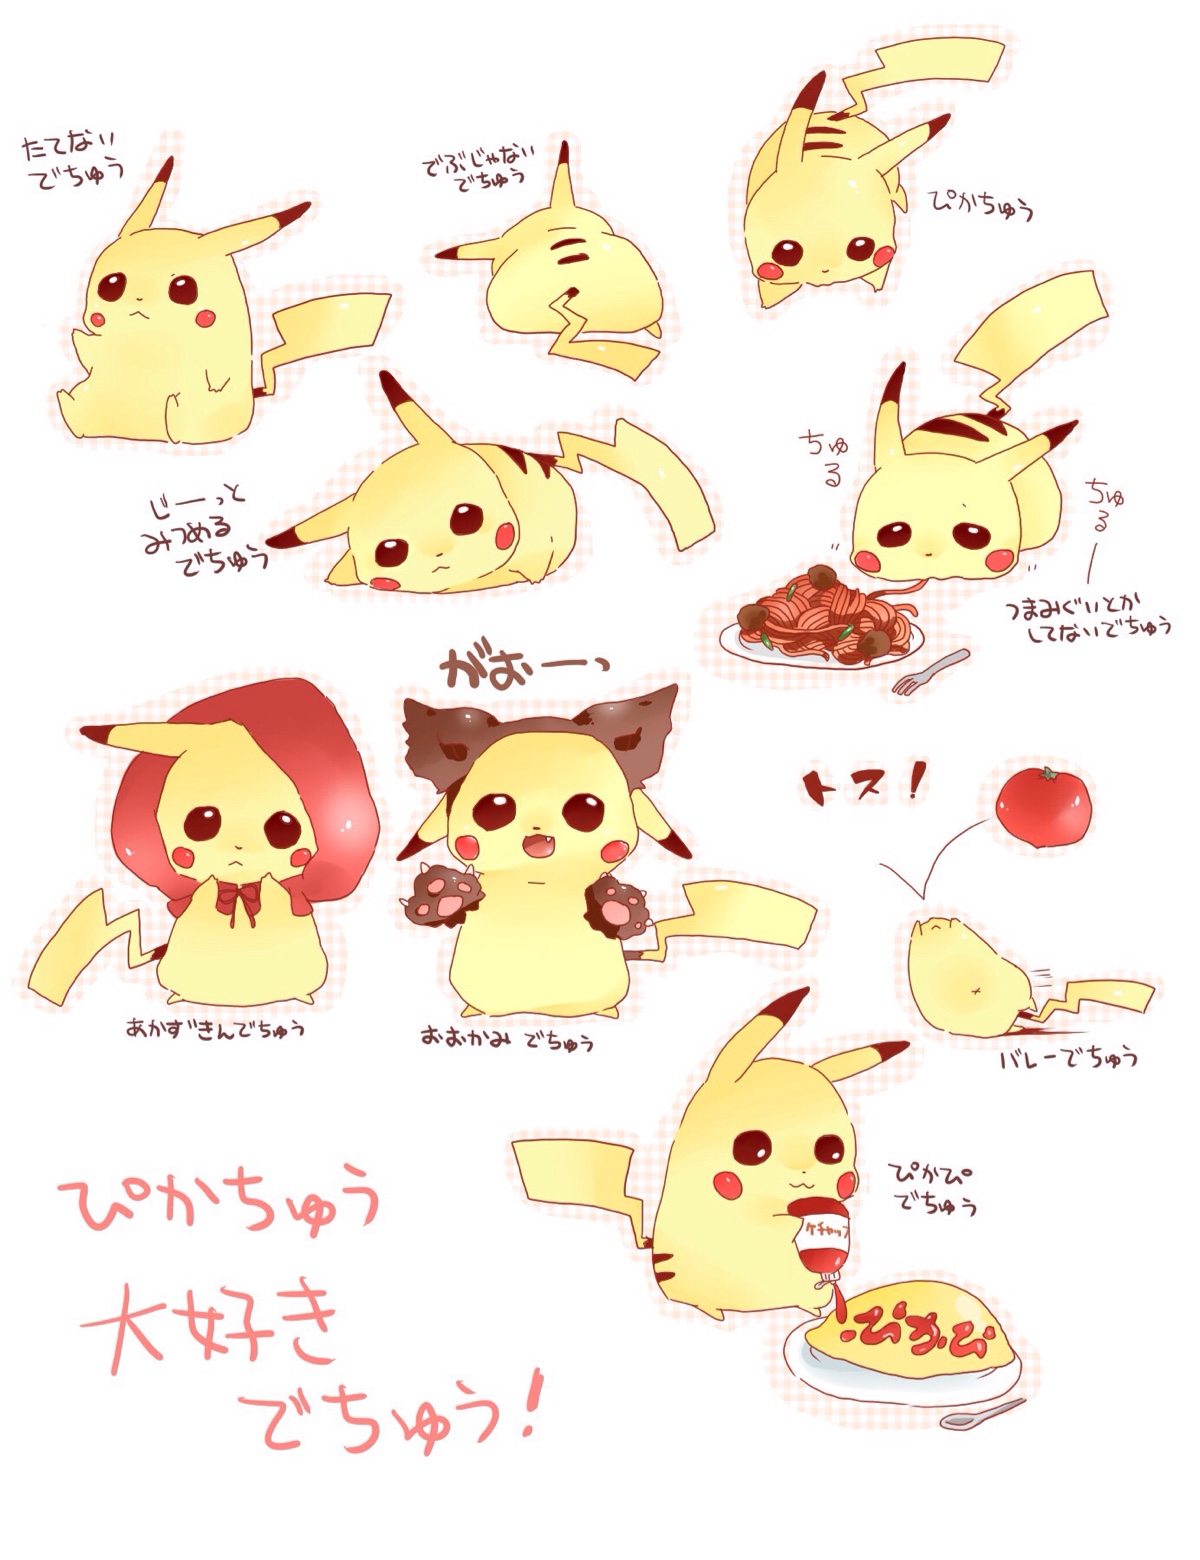 たてない
でちゅう
でぶじゃない
でちゅう
ぴかちゅう
じーっと
みつめる
でちゅう
ちゅ
る
ちゅ
る
つまみぐいとか
してないでちゅう
がおーっ
あかずきんでちゅう
おおかみ でちゅう
トス!
バレーでちゅう
ぴかぴ
でちゅう
ケチャップ
ぴかぴ
ぴかちゅう
大好き
でちゅう!